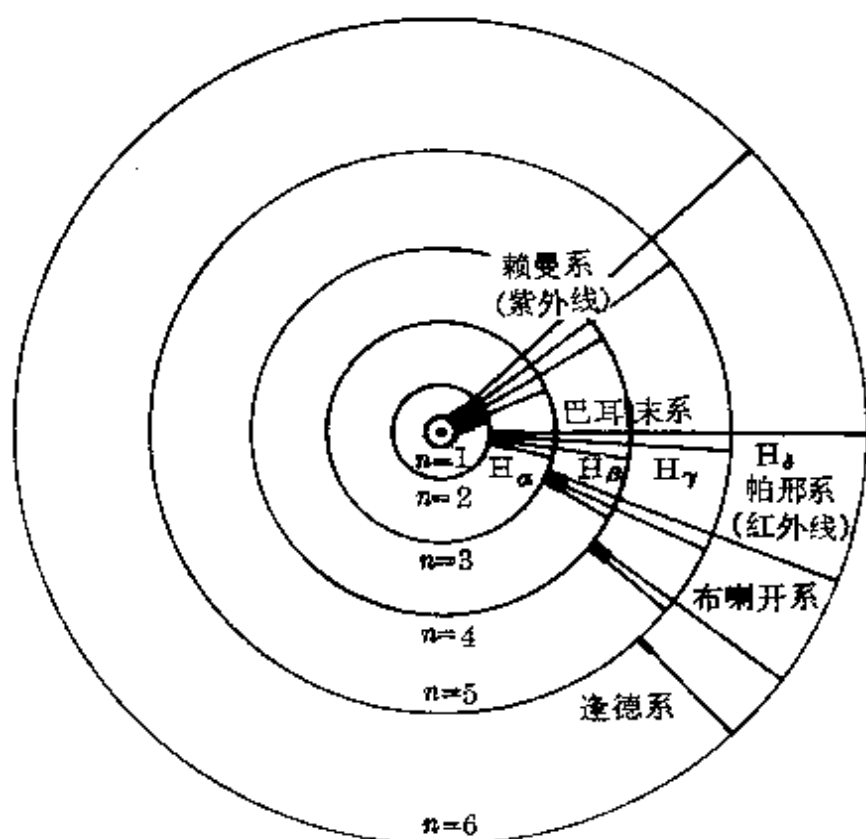 赖曼系
(紫外线)
巴耳末系
n=1
Hα
Hβ
Hγ
Hδ
n=2
帕邢系
(红外线)
n=3
布喇开系
n=4
n=5
逢德系
n=6